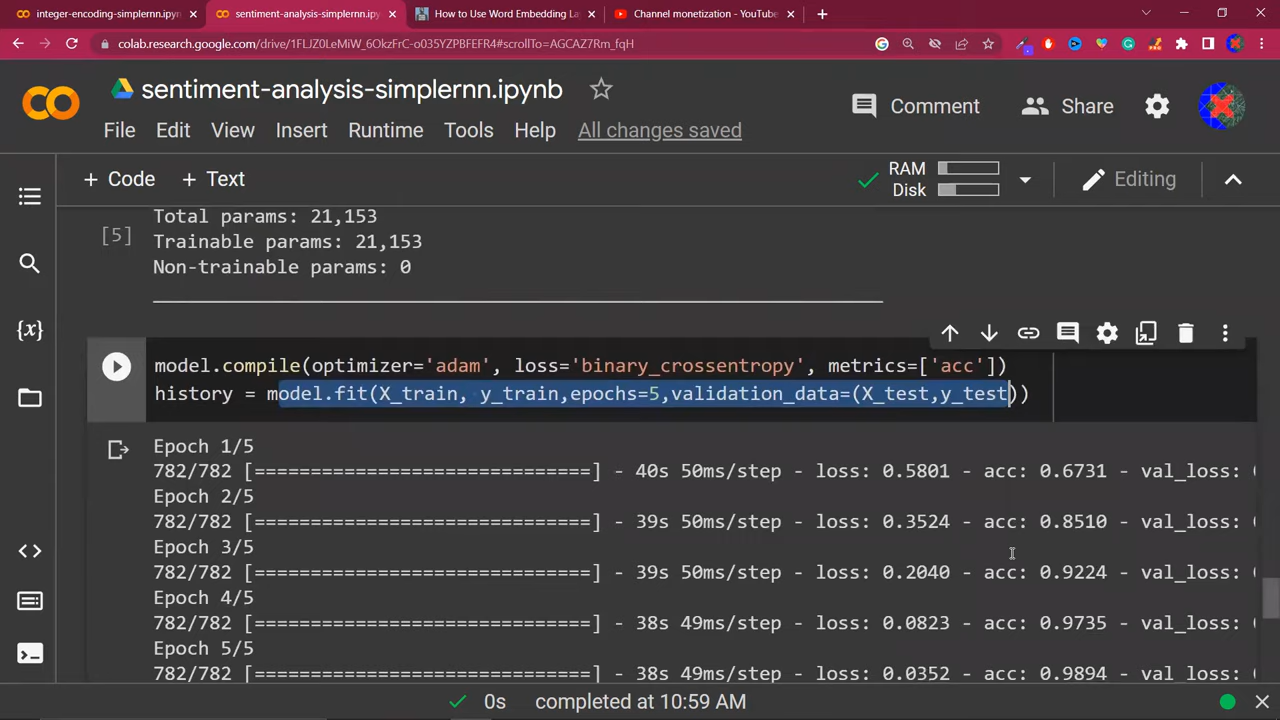 integer-encoding-simplernn.ipyn
sentiment-analysis-simplernn.ip
How to Use Word Embedding La
Channel monetization - YouTube
colab.research.google.com/drive/1FLJZ0LeMiW_6OkzFrC-o035YZPBFEFR4#scrollTo=AGCAZ7Rm_fqH
sentiment-analysis-simplernn.ipynb
Comment
Share
File Edit View Insert Runtime Tools Help All changes saved
+ Code + Text
RAM
Disk
Editing
Total params: 21,153
[5]
Trainable params: 21,153
Non-trainable params: 0
model.compile(optimizer='adam', loss='binary_crossentropy', metrics=['acc'])
history = model.fit(X_train, y_train,epochs=5,validation_data=(X_test,y_test))
Epoch 1/5
782/782 [==============================] - 40s 50ms/step - loss: 0.5801 - acc: 0.6731 - val_loss:
Epoch 2/5
782/782 [==============================] - 39s 50ms/step - loss: 0.3524 - acc: 0.8510 - val_loss:
Epoch 3/5
782/782 [==============================] - 39s 50ms/step - loss: 0.2040 - acc: 0.9224 - val_loss:
Epoch 4/5
782/782 [==============================] - 38s 49ms/step - loss: 0.0823 - acc: 0.9735 - val_loss:
Epoch 5/5
782/782 [==============================] - 38s 49ms/step - loss: 0.0352 - acc: 0.9894 - val_loss:
0s completed at 10:59 AM